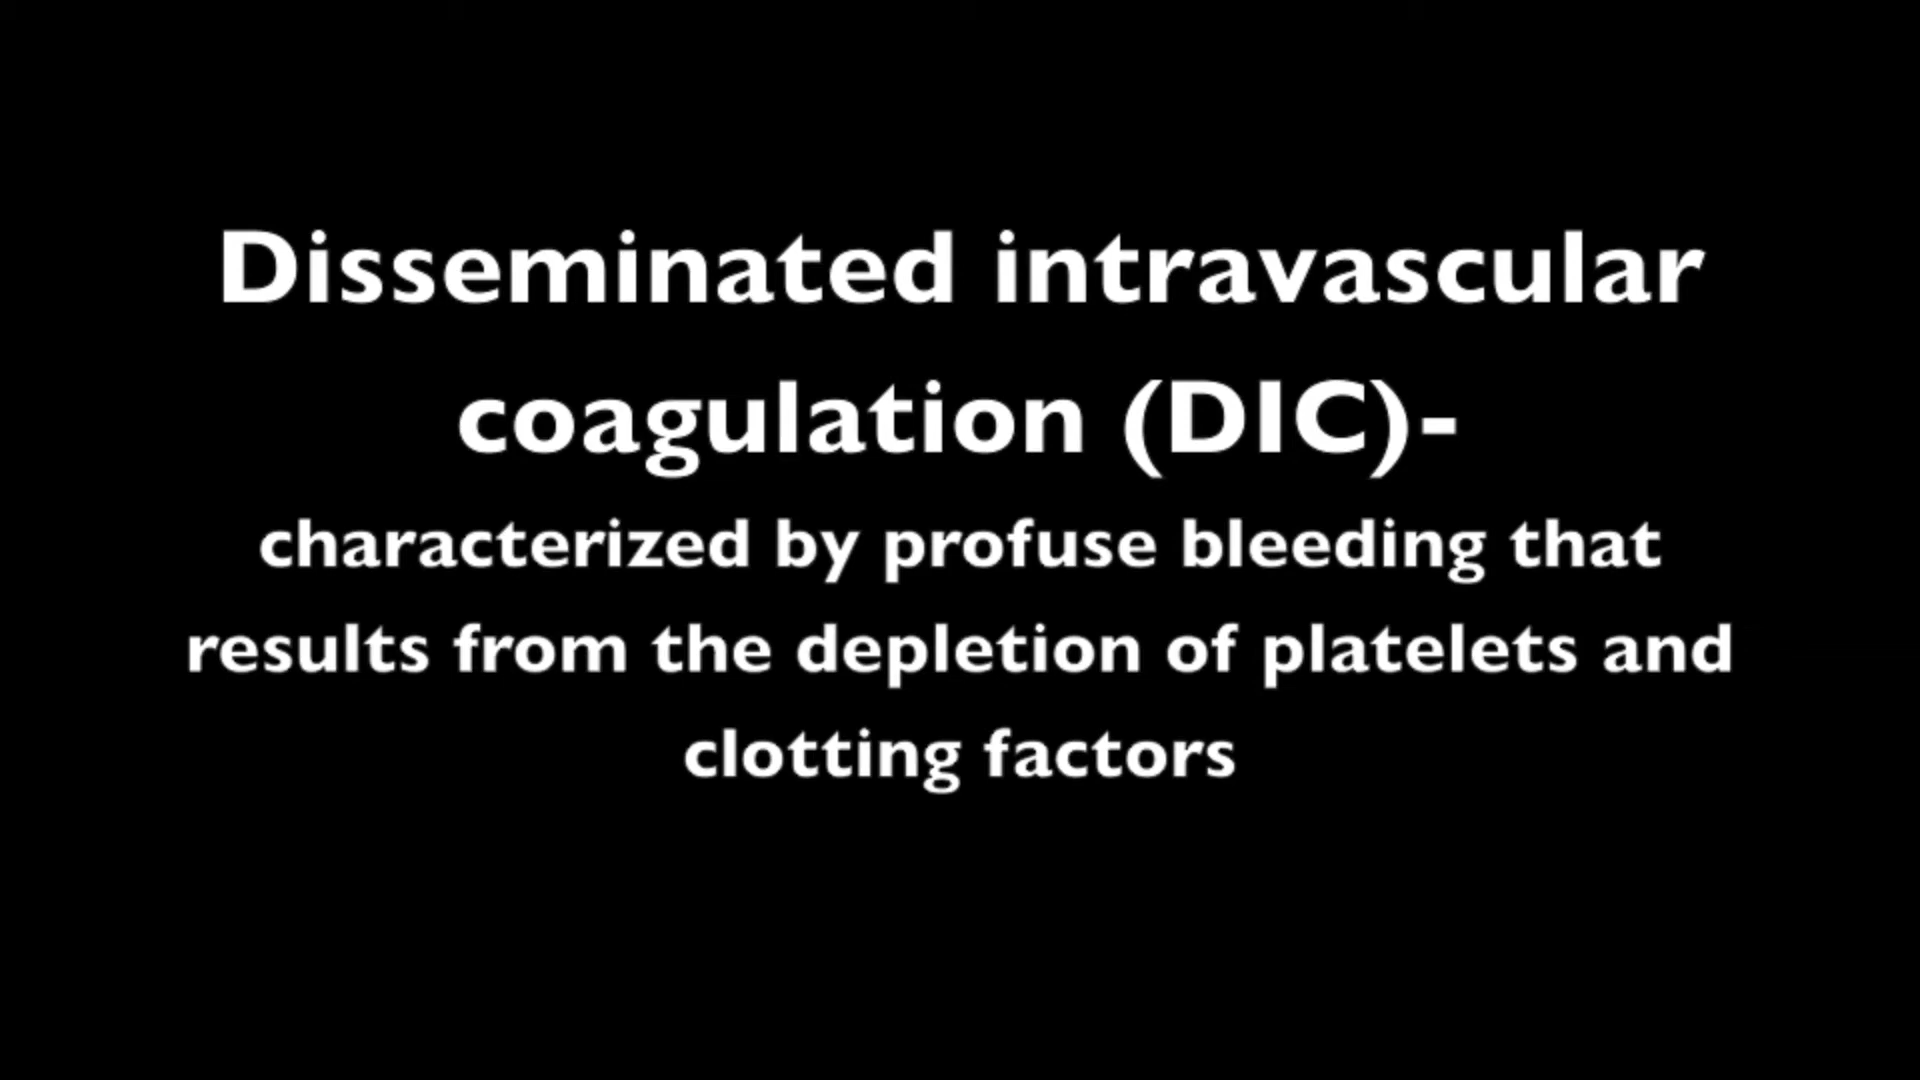 Disseminated intravascular
coagulation (DIC)-
characterized by profuse bleeding that
results from the depletion of platelets and
clotting factors